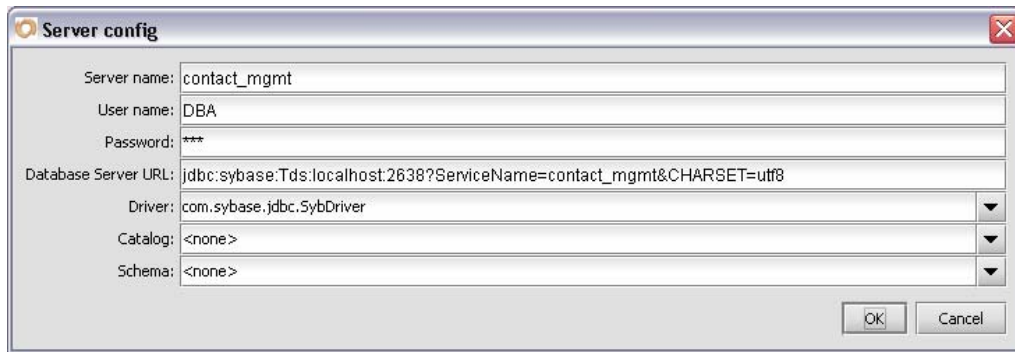 Server config
Server name: contact_mgmt
User name: DBA
Password: ***
Database Server URL: jdbc:sybase:Tds:localhost:2638?ServiceName=contact_mgmt&CHARSET=utf8
Driver: com.sybase.jdbc.SybDriver
Catalog: <none>
Schema: <none>
OK Cancel